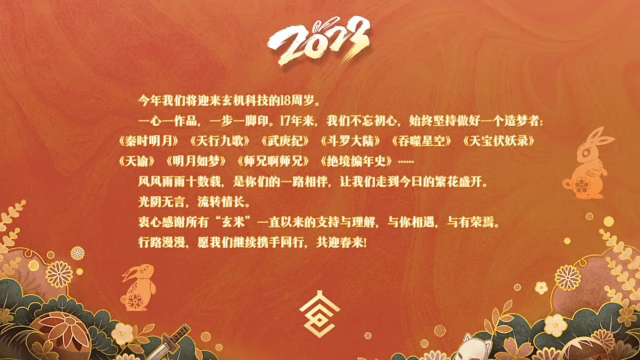 2023
今年我们将迎来玄机科技的18周岁。
一心一作品，一步一脚印。17年来，我们不忘初心，始终坚持做好一个造梦者：
《秦时明月》《天行九歌》《武庚纪》《斗罗大陆》《吞噬星空》《天宝伏妖录》
《天谕》《明月如梦》《师兄啊师兄》《绝境编年史》……
风风雨雨十数载，是你们的一路相伴，让我们走到今日的繁花盛开。
光阴无言，流转情长。
衷心感谢所有“玄米”一直以来的支持与理解，与你相遇，与有荣焉。
行路漫漫，愿我们继续携手同行，共迎春来！